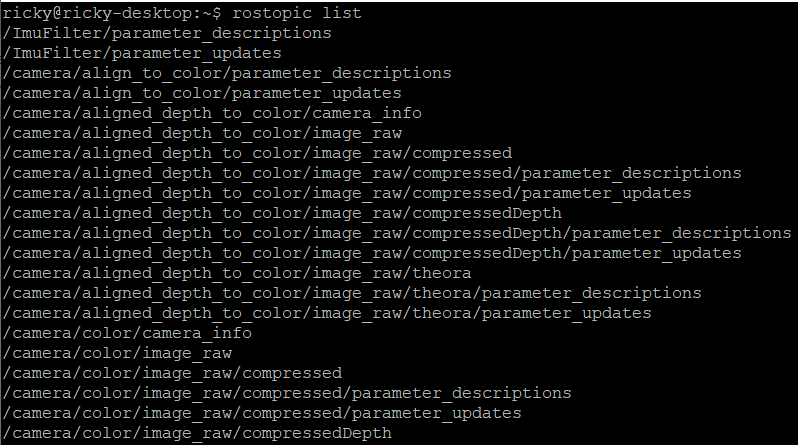 ricky@ricky-desktop:~$ rostopic list
/ImuFilter/parameter_descriptions
/ImuFilter/parameter_updates
/camera/align_to_color/parameter_descriptions
/camera/align_to_color/parameter_updates
/camera/aligned_depth_to_color/camera_info
/camera/aligned_depth_to_color/image_raw
/camera/aligned_depth_to_color/image_raw/compressed
/camera/aligned_depth_to_color/image_raw/compressed/parameter_descriptions
/camera/aligned_depth_to_color/image_raw/compressed/parameter_updates
/camera/aligned_depth_to_color/image_raw/compressedDepth
/camera/aligned_depth_to_color/image_raw/compressedDepth/parameter_descriptions
/camera/aligned_depth_to_color/image_raw/compressedDepth/parameter_updates
/camera/aligned_depth_to_color/image_raw/theora
/camera/aligned_depth_to_color/image_raw/theora/parameter_descriptions
/camera/aligned_depth_to_color/image_raw/theora/parameter_updates
/camera/color/camera_info
/camera/color/image_raw
/camera/color/image_raw/compressed
/camera/color/image_raw/compressed/parameter_descriptions
/camera/color/image_raw/compressed/parameter_updates
/camera/color/image_raw/compressedDepth